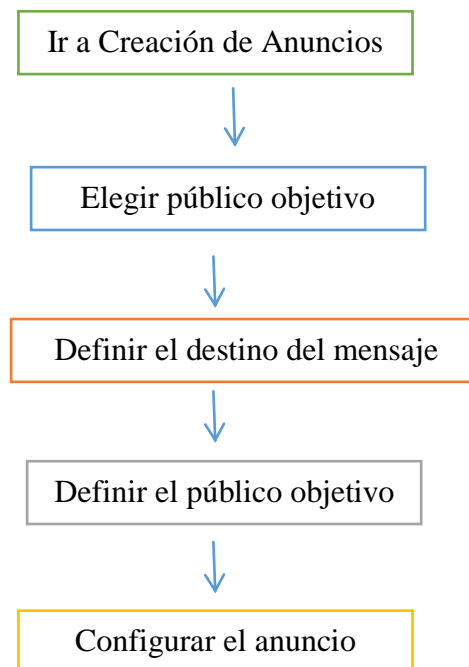 Ir a Creación de Anuncios
Elegir público objetivo
Definir el destino del mensaje
Definir el público objetivo
Configurar el anuncio